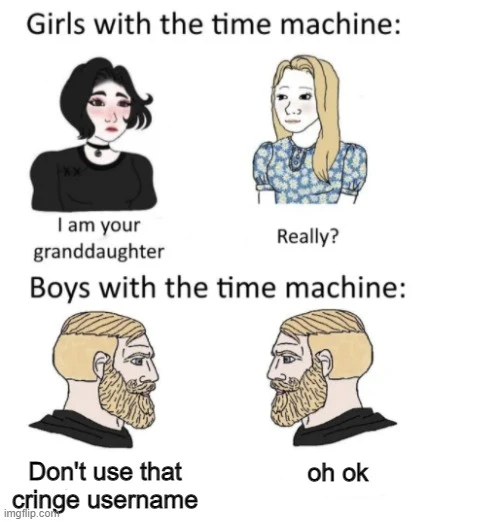 Girls with the time machine:
I am your
granddaughter
Really?
Boys with the time machine:
Don't use that
cringe username
oh ok
imgflip.com